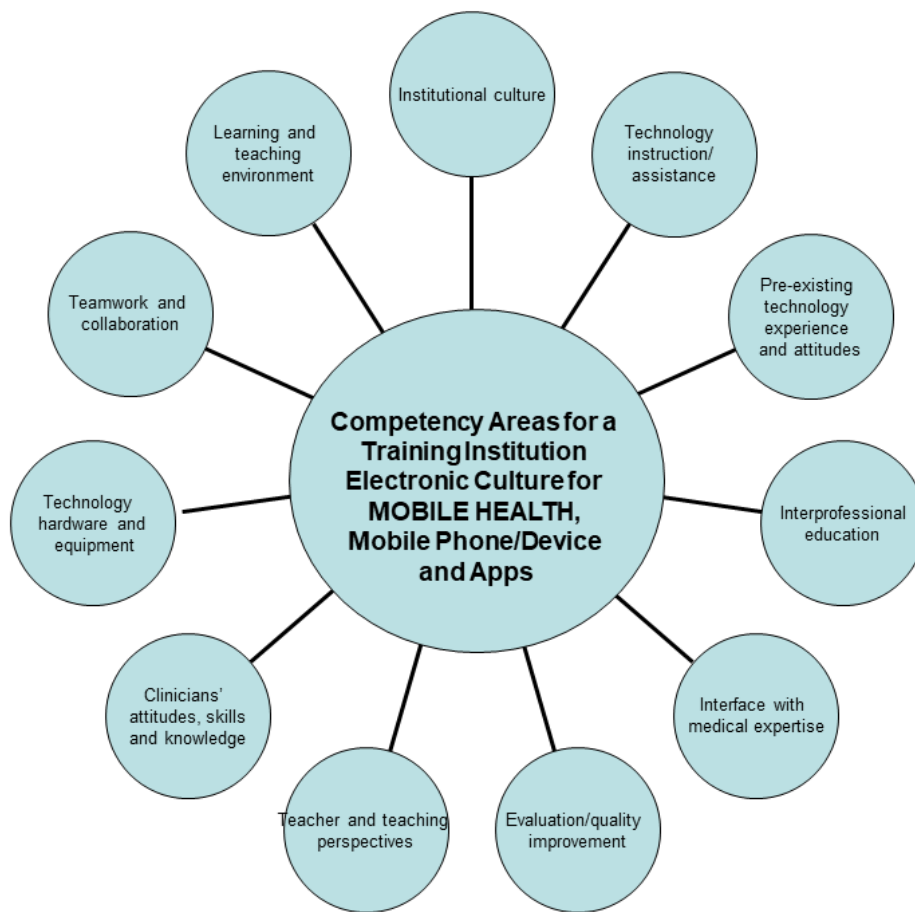 Institutional culture
Technology
instruction/
assistance
Pre-existing
technology
experience
and attitudes
Interprofessional
education
Interface with
medical expertise
Evaluation/quality
improvement
Teacher and teaching
perspectives
Clinicians’
attitudes, skills
and knowledge
Technology
hardware and
equipment
Teamwork and
collaboration
Learning and
teaching
environment
Competency Areas for a
Training Institution
Electronic Culture for
MOBILE HEALTH,
Mobile Phone/Device
and Apps